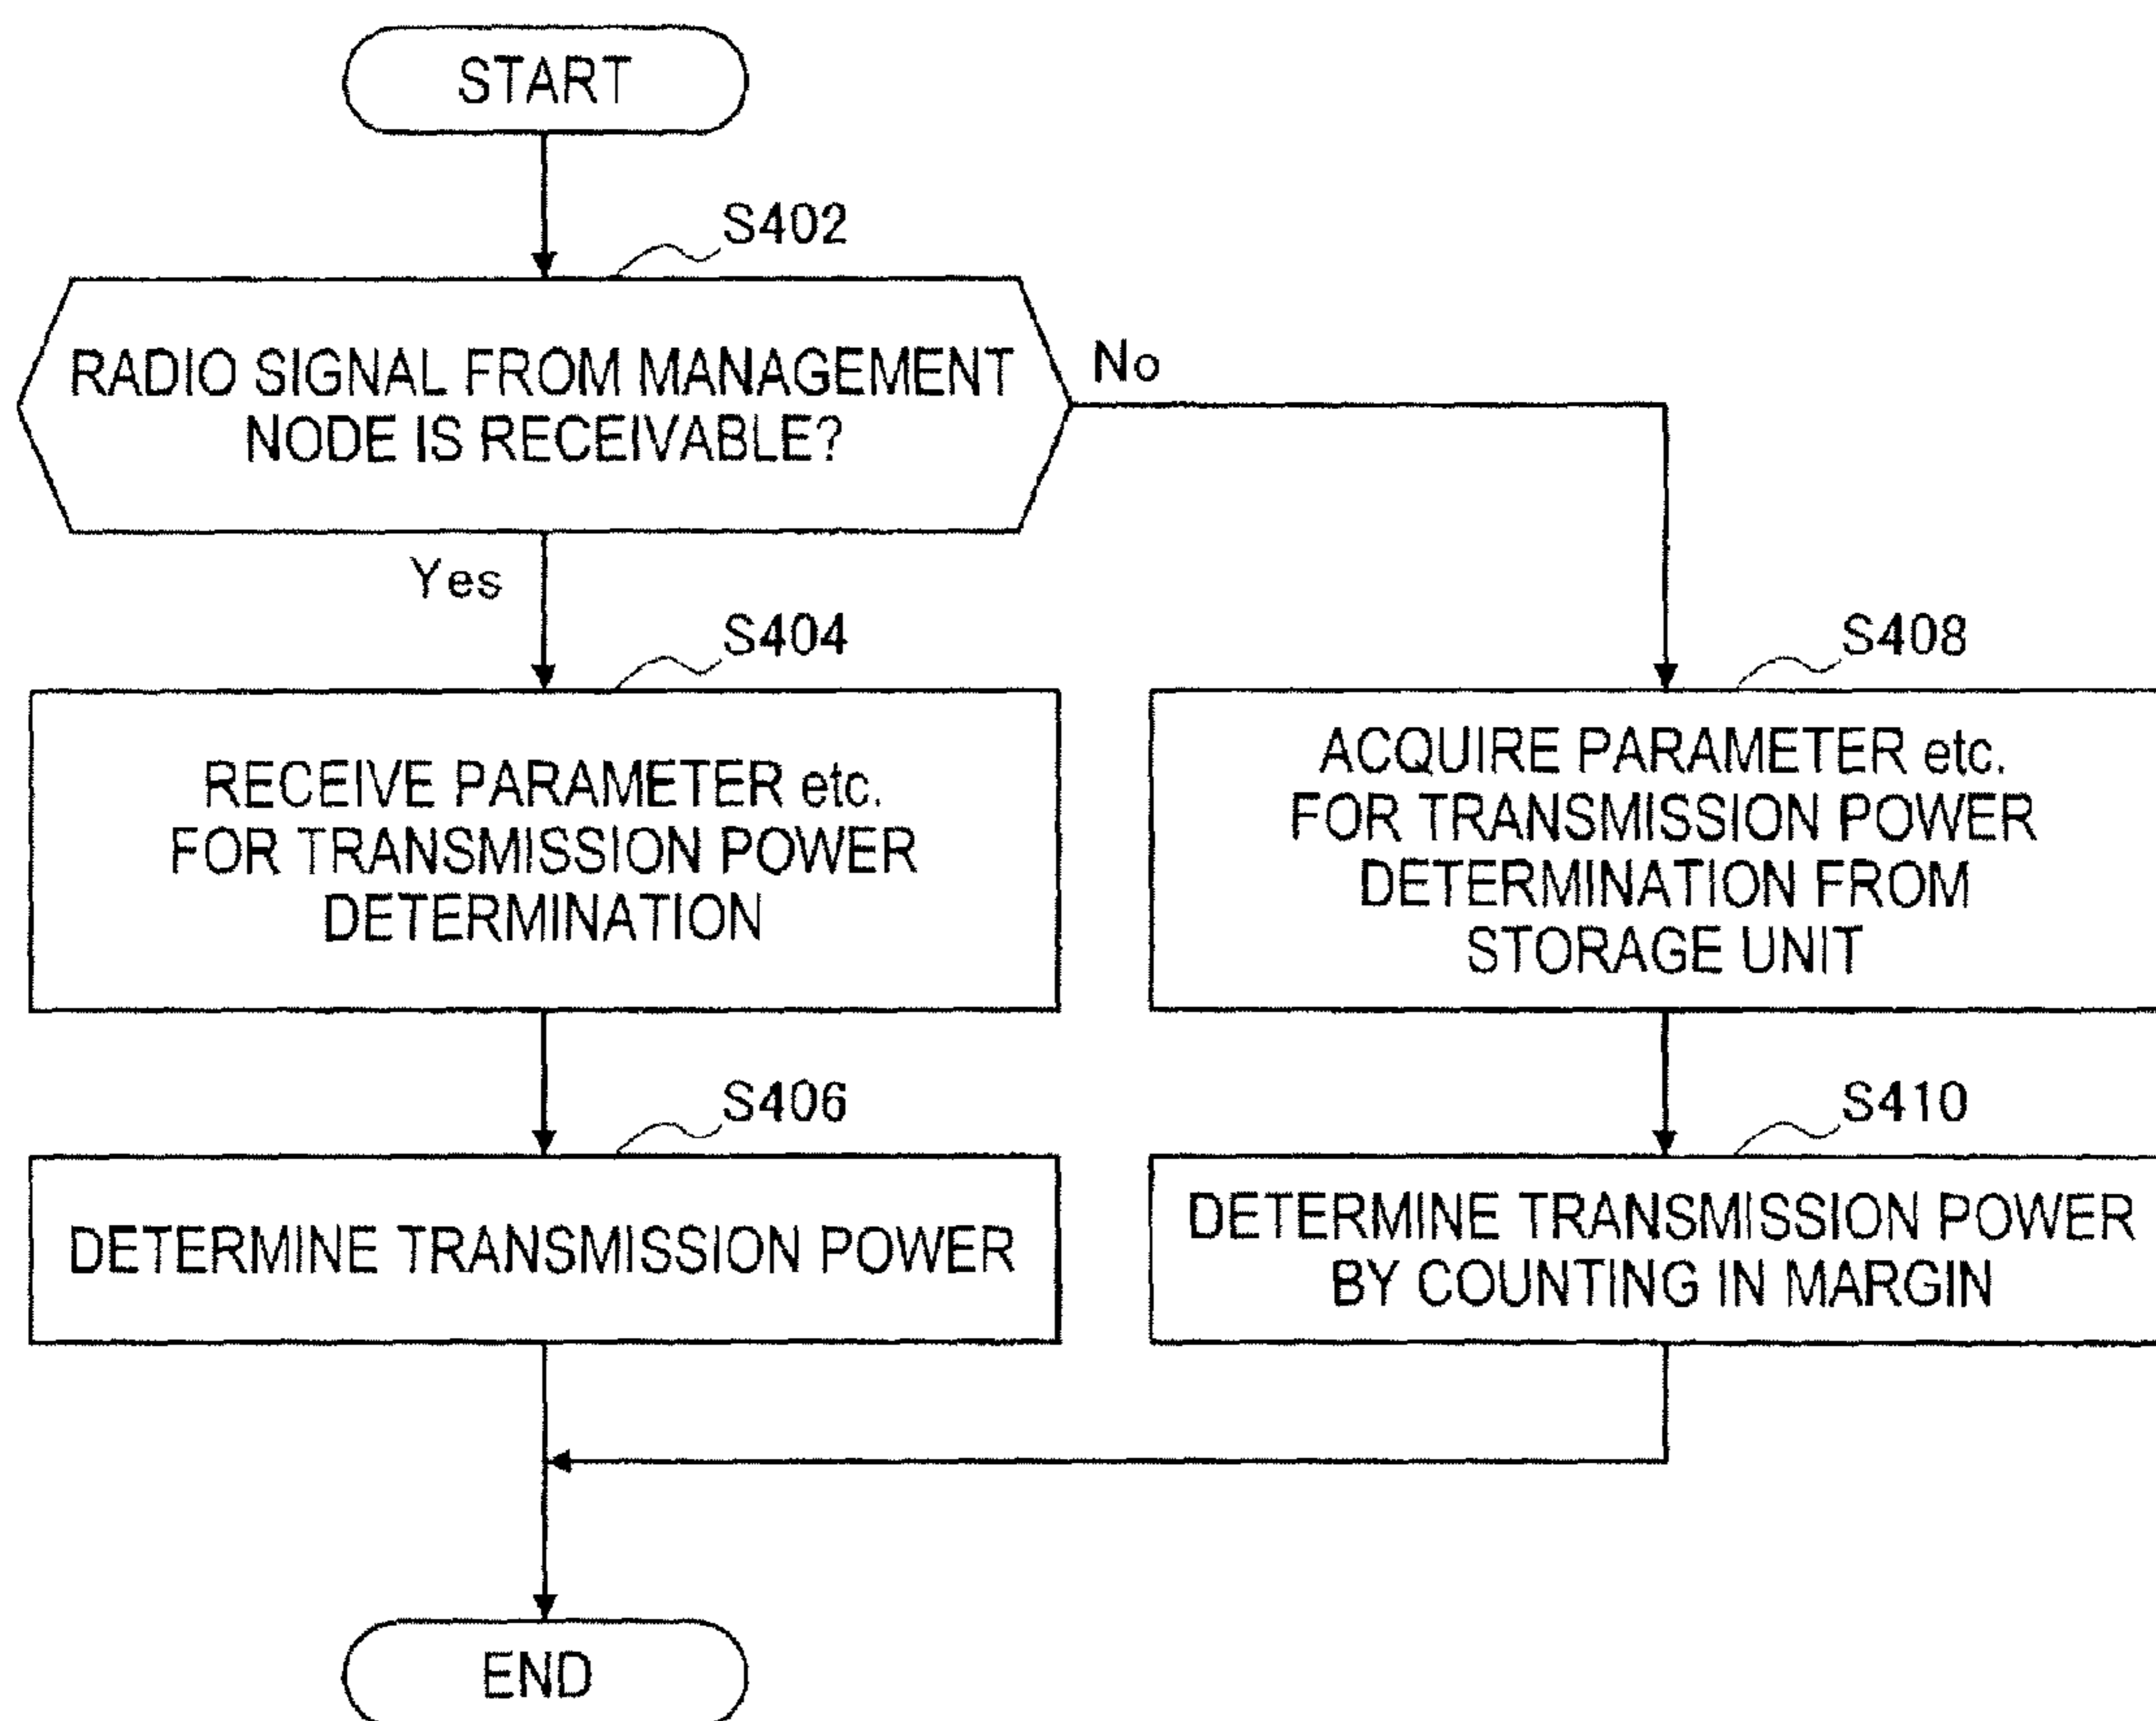 START
S402
RADIO SIGNAL FROM MANAGEMENT
NODE IS RECEIVABLE?
No
Yes
S404
RECEIVE PARAMETER etc.
FOR TRANSMISSION POWER
DETERMINATION
S408
ACQUIRE PARAMETER etc.
FOR TRANSMISSION POWER
DETERMINATION FROM
STORAGE UNIT
S406
DETERMINE TRANSMISSION POWER
S410
DETERMINE TRANSMISSION POWER
BY COUNTING IN MARGIN
END